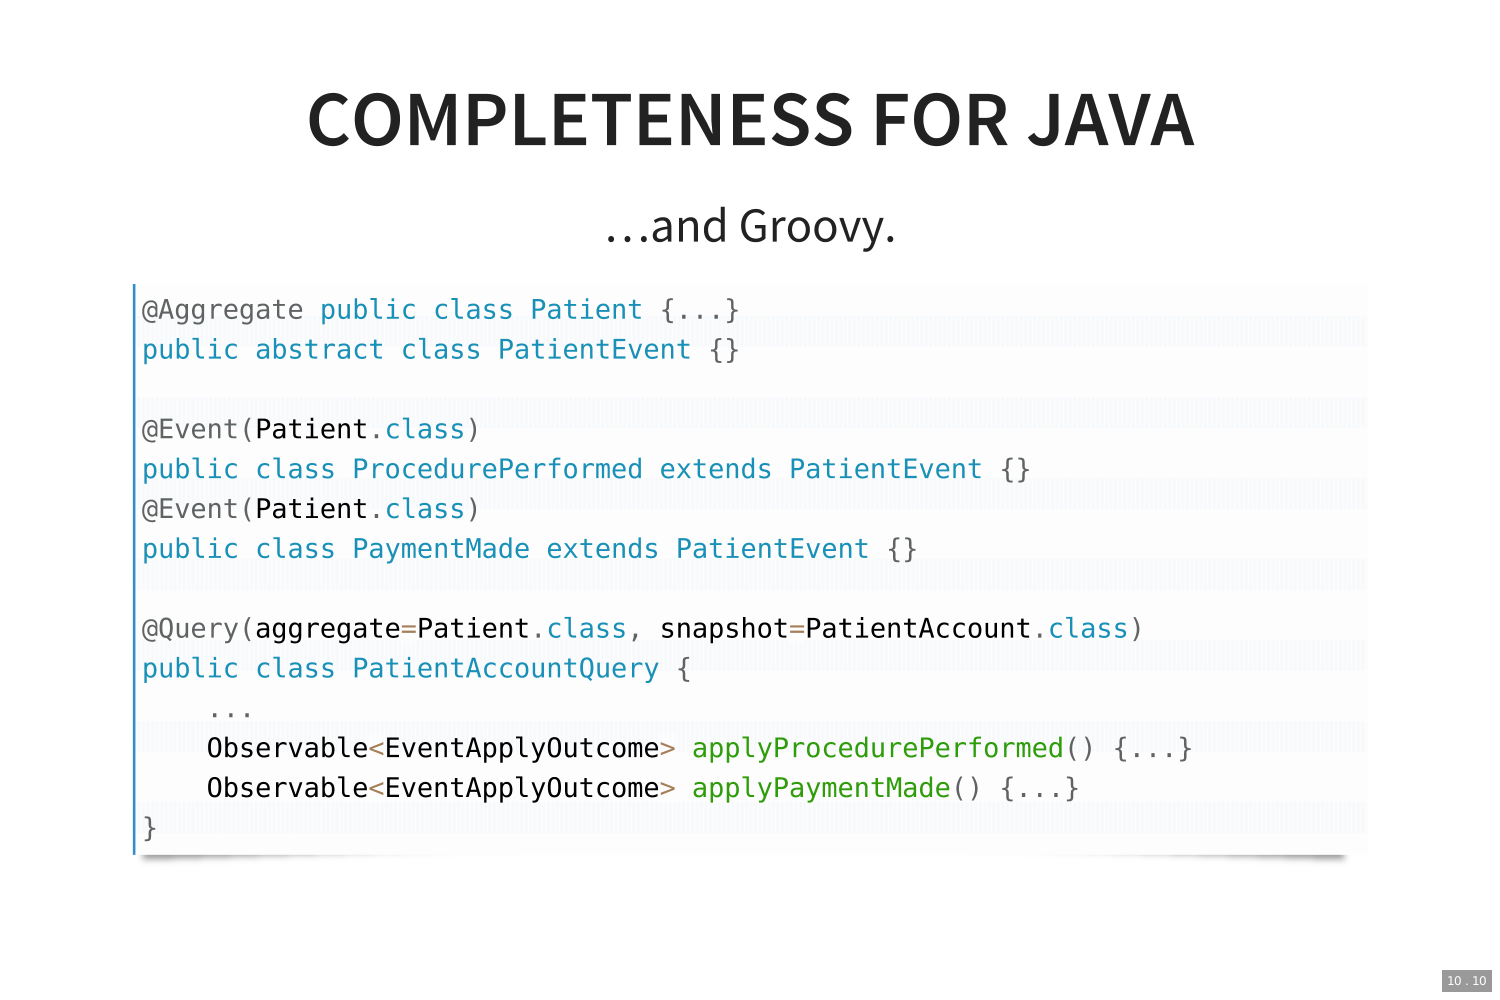 COMPLETENESS FOR JAVA
…and Groovy.
@Aggregate public class Patient {...}
public abstract class PatientEvent {}
@Event(Patient.class)
public class ProcedurePerformed extends PatientEvent {}
@Event(Patient.class)
public class PaymentMade extends PatientEvent {}
@Query(aggregate=Patient.class, snapshot=PatientAccount.class)
public class PatientAccountQuery {
    ...
    Observable<EventApplyOutcome> applyProcedurePerformed() {...}
    Observable<EventApplyOutcome> applyPaymentMade() {...}
}
10 . 10